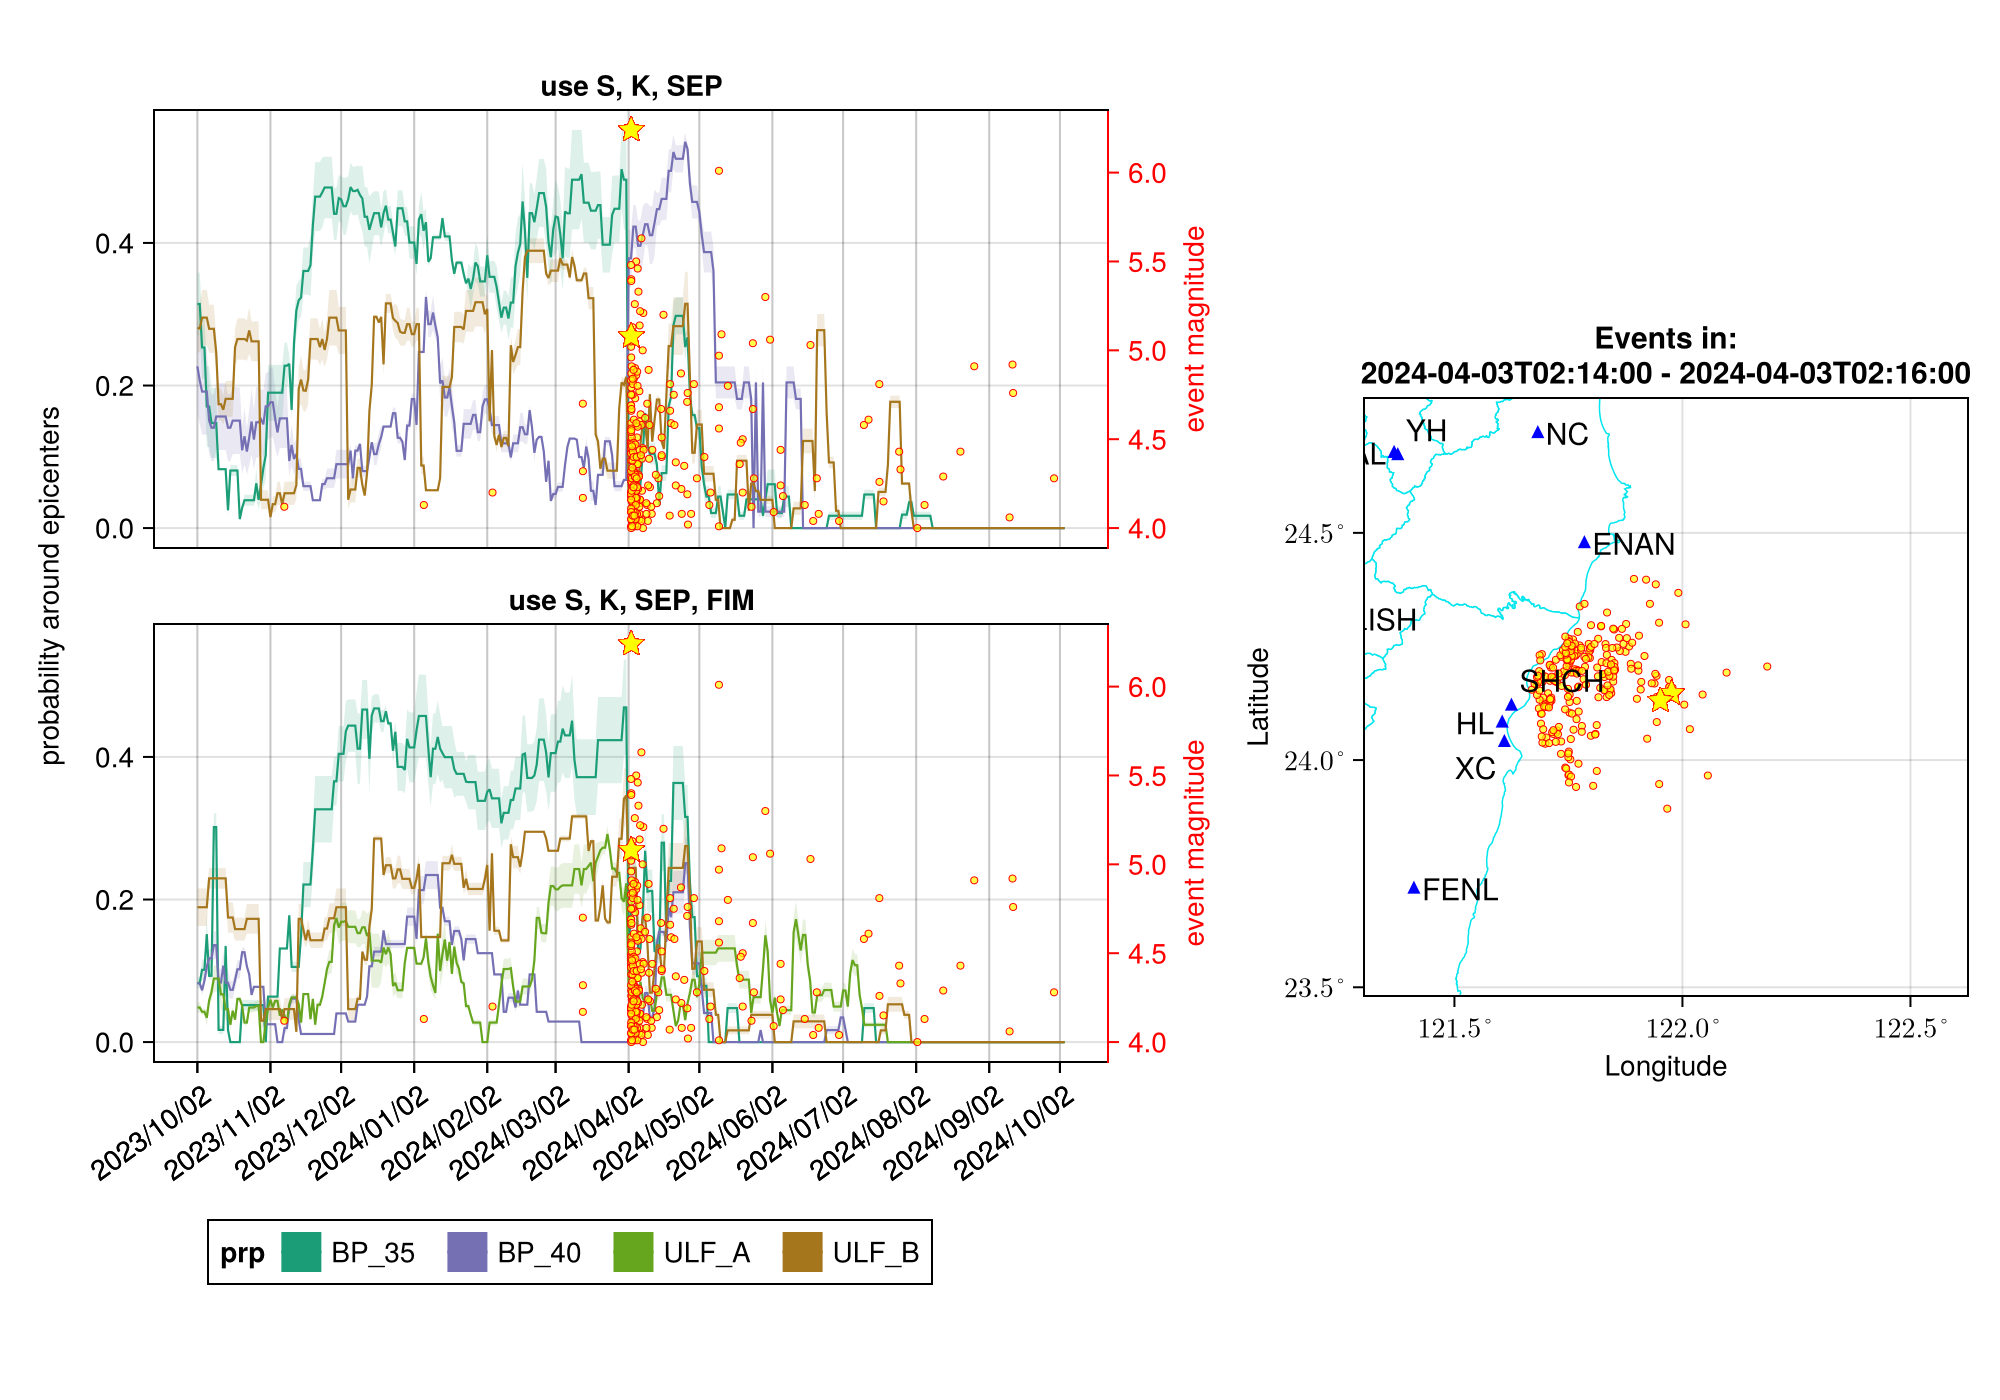 use S, K, SEP
probability around epicenters
0.4
0.2
0.0
6.0
5.5
5.0
4.5
4.0
event magnitude
use S, K, SEP, FIM
0.4
0.2
0.0
6.0
5.5
5.0
4.5
4.0
event magnitude
2023/10/02
2023/11/02
2023/12/02
2024/01/02
2024/02/02
2024/03/02
2024/04/02
2024/05/02
2024/06/02
2024/07/02
2024/08/02
2024/09/02
2024/10/02
prp BP_35 BP_40 ULF_A ULF_B
Events in:
2024-04-03T02:14:00 - 2024-04-03T02:16:00
YH
NC
ENAN
SHCH
HL
XC
FENL
LISH
Latitude
24.5°
24.0°
23.5°
121.5° 122.0° 122.5°
Longitude